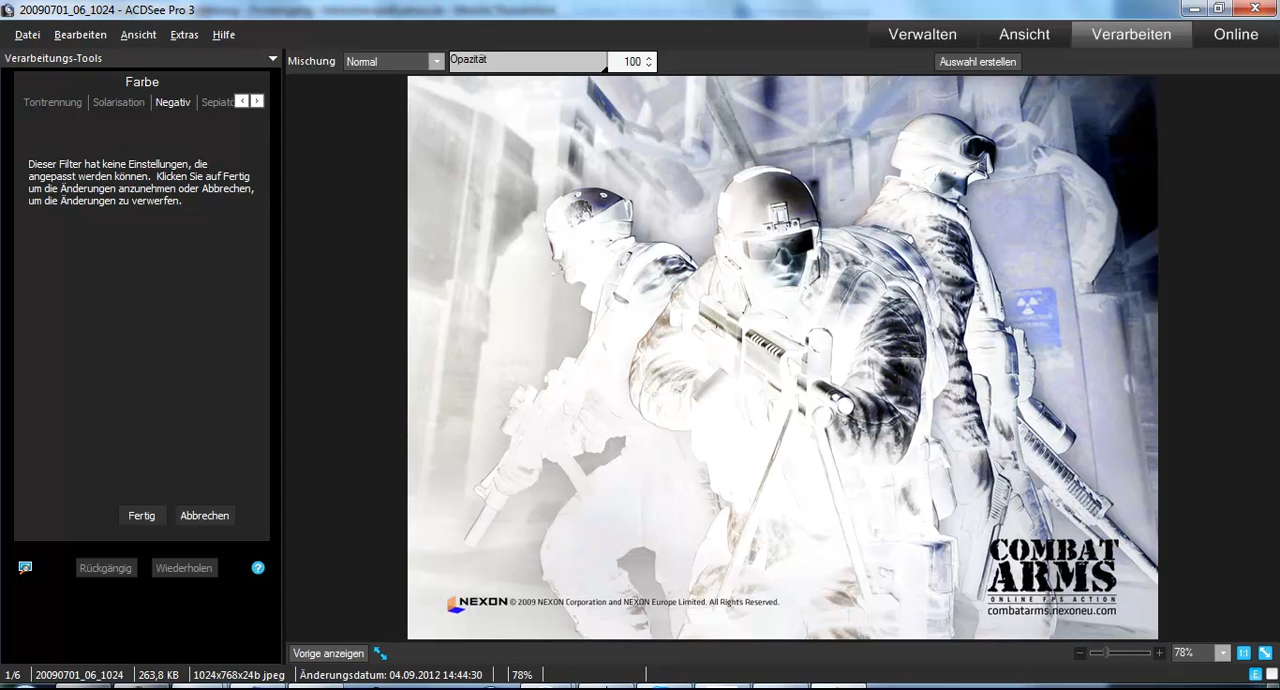 20090701_06_1024 - ACDSee Pro 3
Datei Bearbeiten Ansicht Extras Hilfe
Verwalten Ansicht Verarbeiten Online
Verarbeitungs-Tools
Mischung Normal Opazität 100 Auswahl erstellen
Farbe
Tontrennung Solarisation Negativ
Dieser Filter hat keine Einstellungen, die
angepasst werden können. Klicken Sie auf Fertig
um die Änderungen anzunehmen oder Abbrechen,
um die Änderungen zu verwerfen.
Fertig Abbrechen
Rückgängig Wiederholen ?
COMBAT
ARMS
ONLINE FPS ACTION
combatarms.nexoneu.com
NEXON © 2009 NEXON Corporation and NEXON Europe Limited. All Rights Reserved.
Vorige anzeigen 78% 1:1
1/6 20090701_06_1024 263,8 KB 1024x768x24b jpeg Änderungsdatum: 04.09.2012 14:44:30 78% E